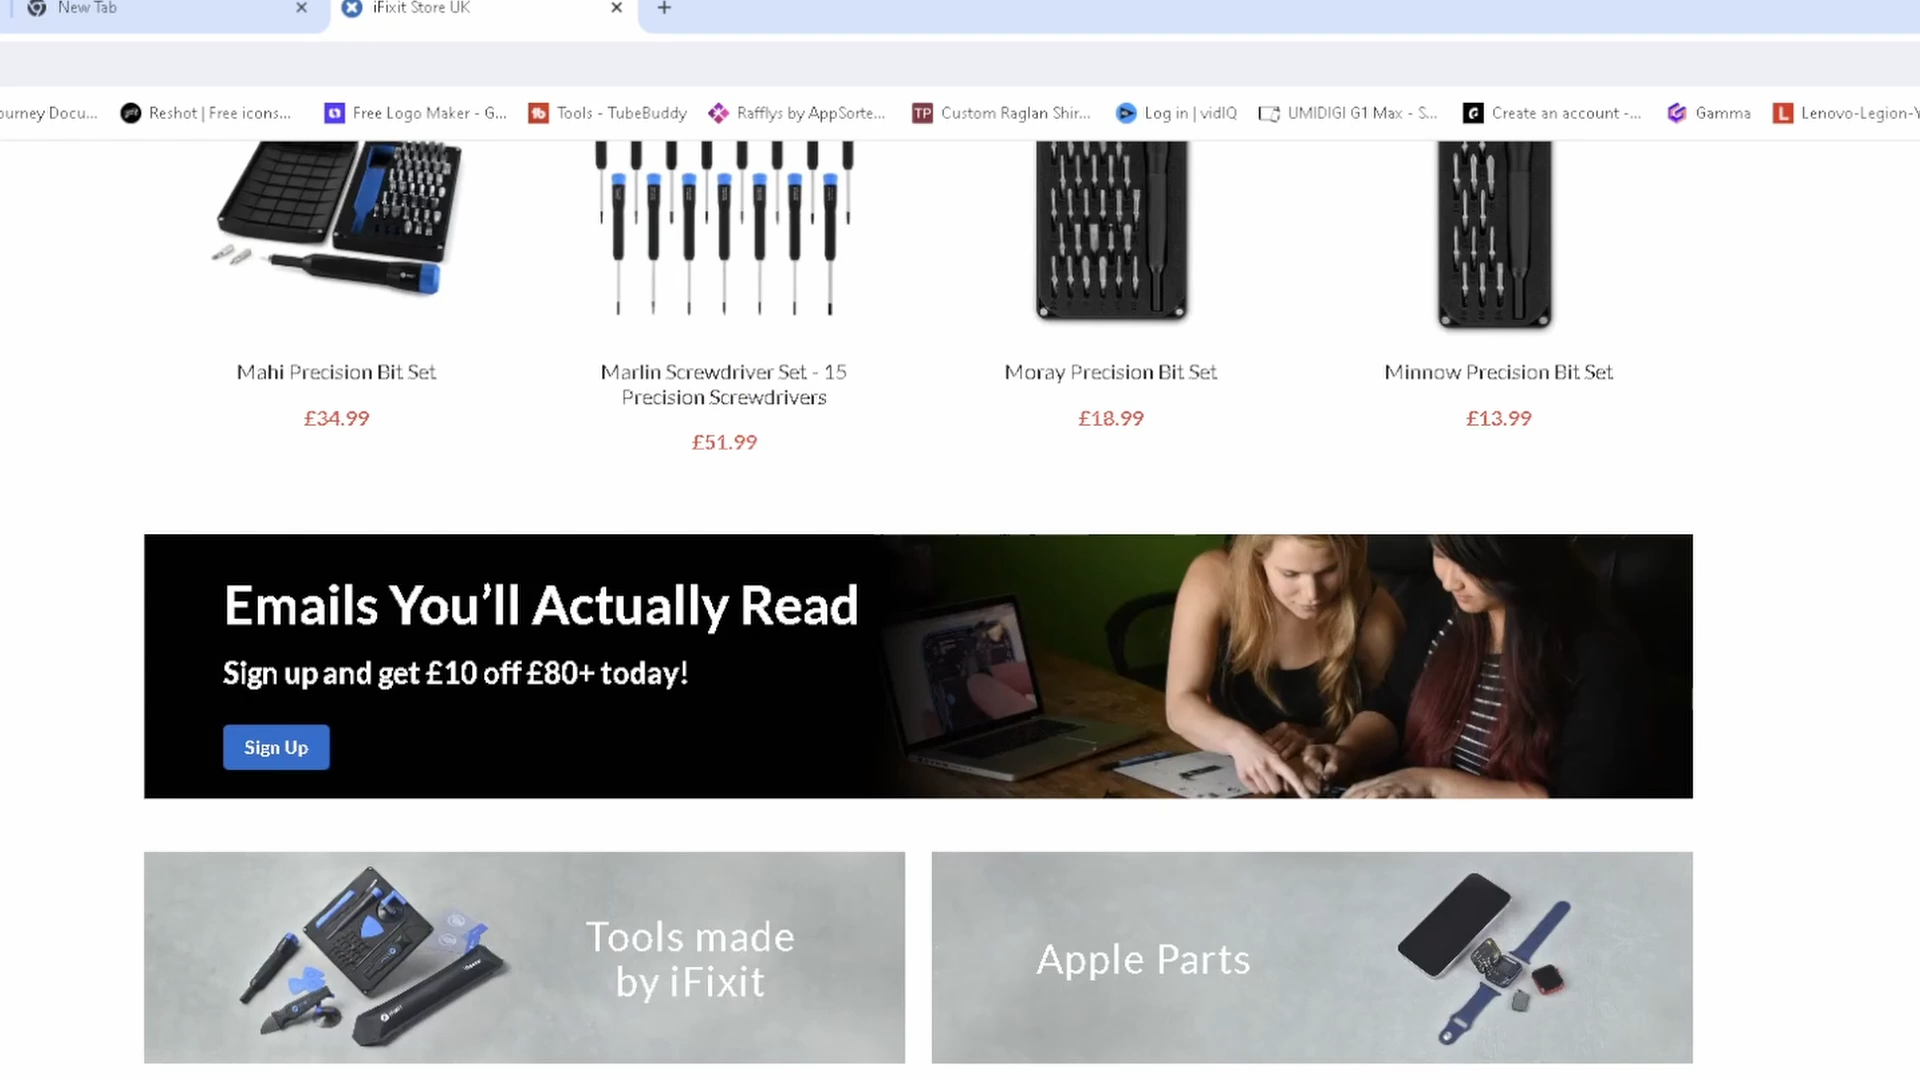 New Tab
iFixit Store UK
ourney Docu...
Reshot | Free icons...
Free Logo Maker - G...
Tools - TubeBuddy
Rafflys by AppSorte...
TP
Custom Raglan Shir...
Log in | vidIQ
UMIDIGI G1 Max - S...
Create an account -...
Gamma
L
Lenovo-Legion-Y
Mahi Precision Bit Set
£34.99
Marlin Screwdriver Set - 15
Precision Screwdrivers
£51.99
Moray Precision Bit Set
£18.99
Minnow Precision Bit Set
£13.99
Emails You’ll Actually Read
Sign up and get £10 off £80+ today!
Sign Up
Tools made
by iFixit
Apple Parts